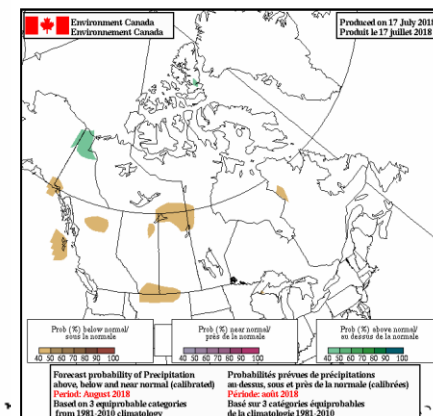 Environment Canada
Environnement Canada
Produced on 17 July 2018
Produit le 17 juillet 2018
Prob (%) below normal/
sous la normale
40 50 60 70 80 90 100
Prob (%) near normal/
près de la normale
40 50 60 70 80 90 100
Prob (%) above normal/
au dessus de la normale
40 50 60 70 80 90 100
Forecast probability of Precipitation
above, below and near normal (calibrated)
Period: August 2018
Based on 3 equiprobable categories
from 1981-2010 climatology
Probabilités prévues de précipitations
au dessus, sous et près de la normale (calibrées)
Période: août 2018
Basé sur 3 catégories équiprobables
de la climatologie 1981-2010